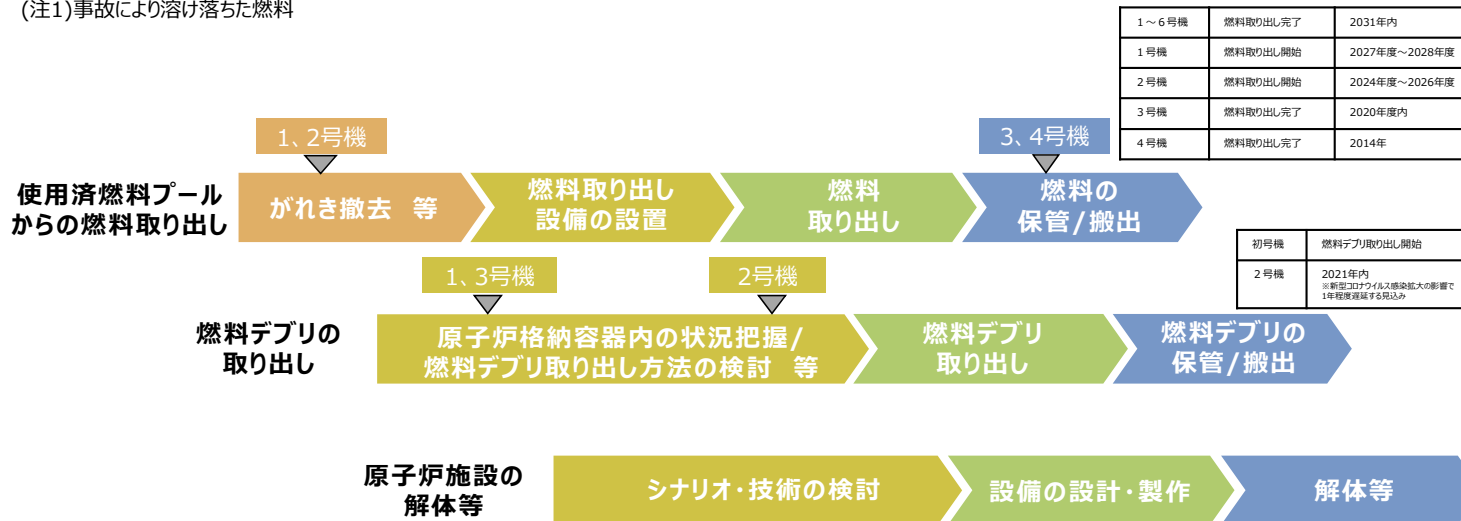 (注1)事故により溶け落ちた燃料
1～6号機 燃料取り出し完了 2031年内
1号機 燃料取り出し開始 2027年度～2028年度
2号機 燃料取り出し開始 2024年度～2026年度
3号機 燃料取り出し完了 2020年度内
4号機 燃料取り出し完了 2014年
1、2号機
3、4号機
使用済燃料プール
からの燃料取り出し
がれき撤去 等
燃料取り出し
設備の設置
燃料
取り出し
燃料の
保管/搬出
初号機 燃料デブリ取り出し開始
2号機 2021年内
※新型コロナウイルス感染拡大の影響で
1年程度遅延する見込み
1、3号機
2号機
燃料デブリの
取り出し
原子炉格納容器内の状況把握/
燃料デブリ取り出し方法の検討 等
燃料デブリ
取り出し
燃料デブリの
保管/搬出
原子炉施設の
解体等
シナリオ・技術の検討
設備の設計・製作
解体等